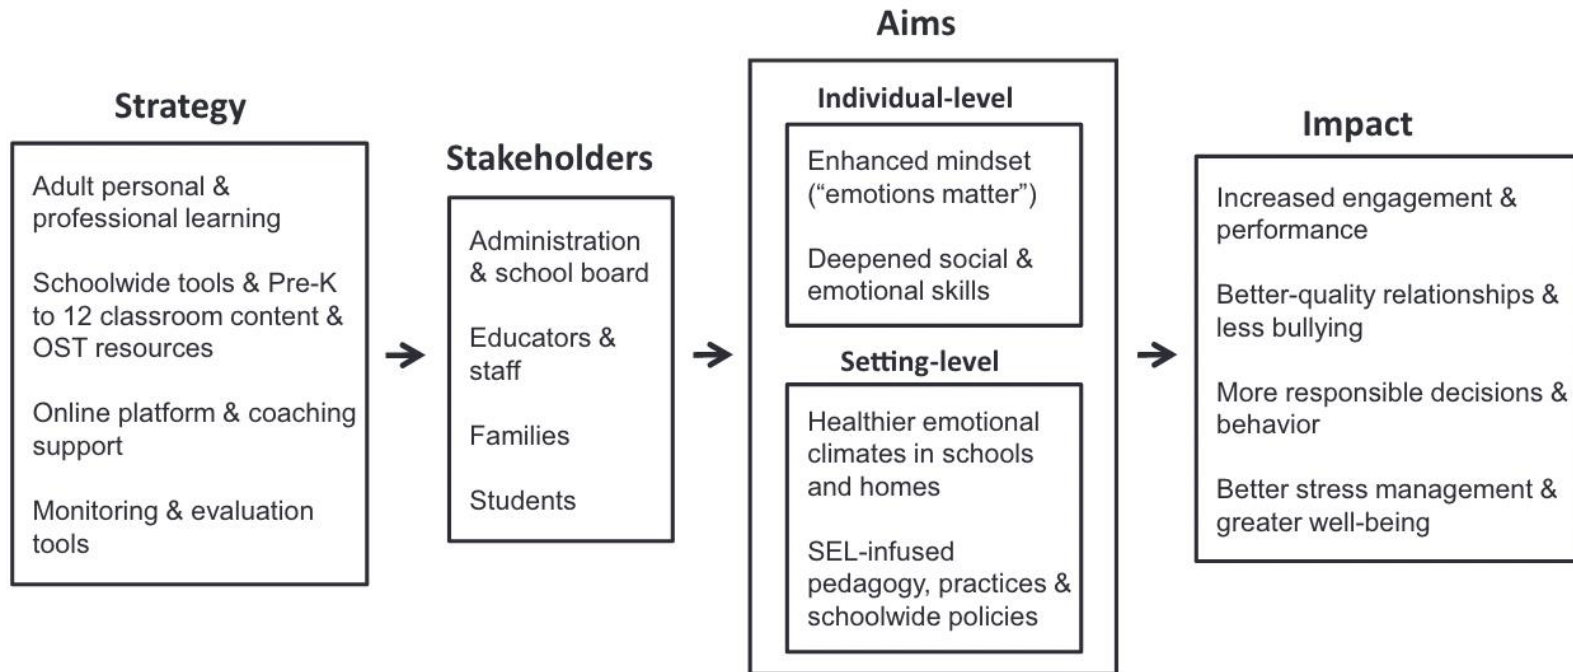 Strategy
Adult personal &
professional learning
Schoolwide tools & Pre-K
to 12 classroom content &
OST resources
Online platform & coaching
support
Monitoring & evaluation
tools
Stakeholders
Administration
& school board
Educators &
staff
Families
Students
Aims
Individual-level
Enhanced mindset
(“emotions matter”)
Deepened social &
emotional skills
Setting-level
Healthier emotional
climates in schools
and homes
SEL-infused
pedagogy, practices &
schoolwide policies
Impact
Increased engagement &
performance
Better-quality relationships &
less bullying
More responsible decisions &
behavior
Better stress management &
greater well-being